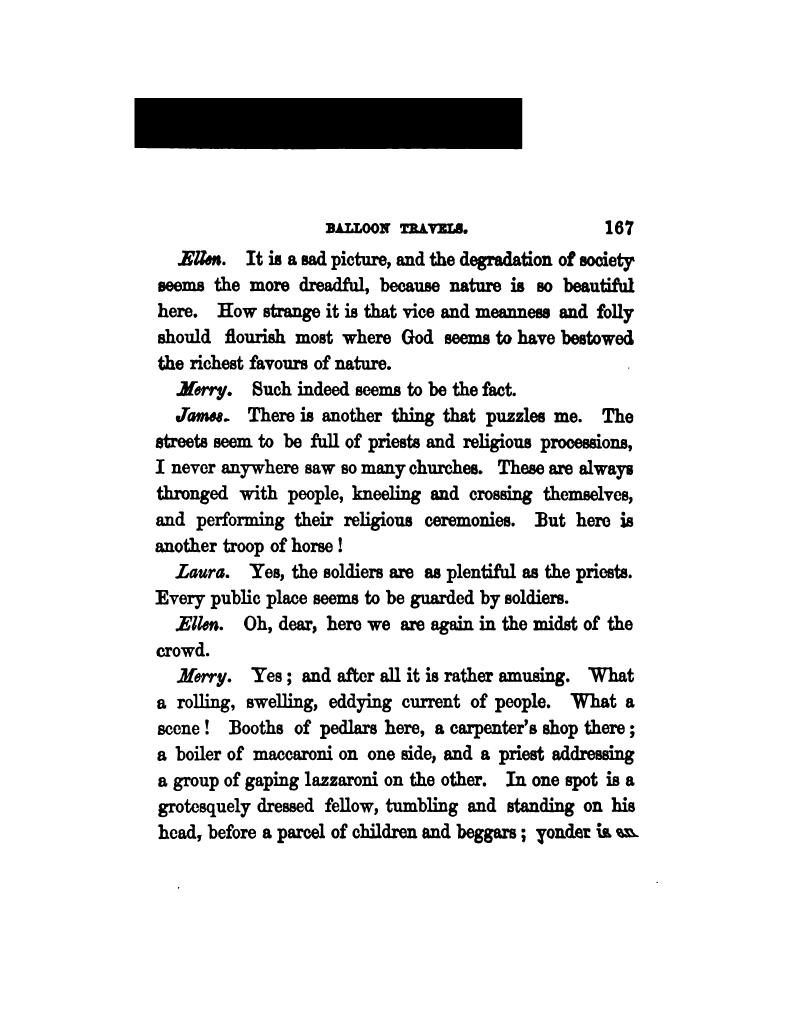 BALLOON TRAVELS. 167
Ellen. It is a sad picture, and the degradation of society
seems the more dreadful, because nature is so beautiful
here. How strange it is that vice and meanness and folly
should flourish most where God seems to have bestowed
the richest favours of nature.
Merry. Such indeed seems to be the fact.
James. There is another thing that puzzles me. The
streets seem to be full of priests and religious processions,
I never anywhere saw so many churches. These are always
thronged with people, kneeling and crossing themselves,
and performing their religious ceremonies. But here is
another troop of horse!
Laura. Yes, the soldiers are as plentiful as the priests.
Every public place seems to be guarded by soldiers.
Ellen. Oh, dear, here we are again in the midst of the
crowd.
Merry. Yes; and after all it is rather amusing. What
a rolling, swelling, eddying current of people. What a
scene! Booths of pedlars here, a carpenter's shop there;
a boiler of maccaroni on one side, and a priest addressing
a group of gaping lazzaroni on the other. In one spot is a
grotesquely dressed fellow, tumbling and standing on his
head, before a parcel of children and beggars; yonder is an